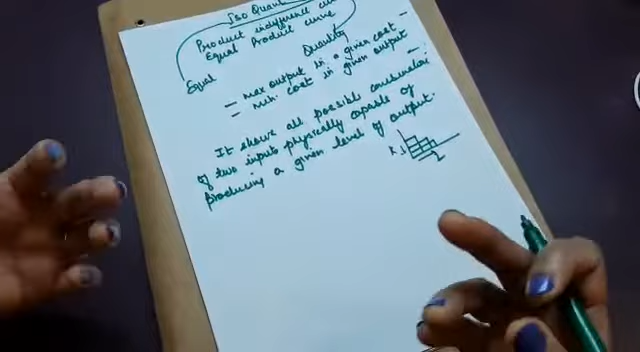 Iso Quant
Product indifference cur
Equal Product curve
Equal Quantity
— max output in a given cost —
— min. cost in given output —
It shows all possible combination
of two inputs physically capable of
producing a given level of output.
K
L